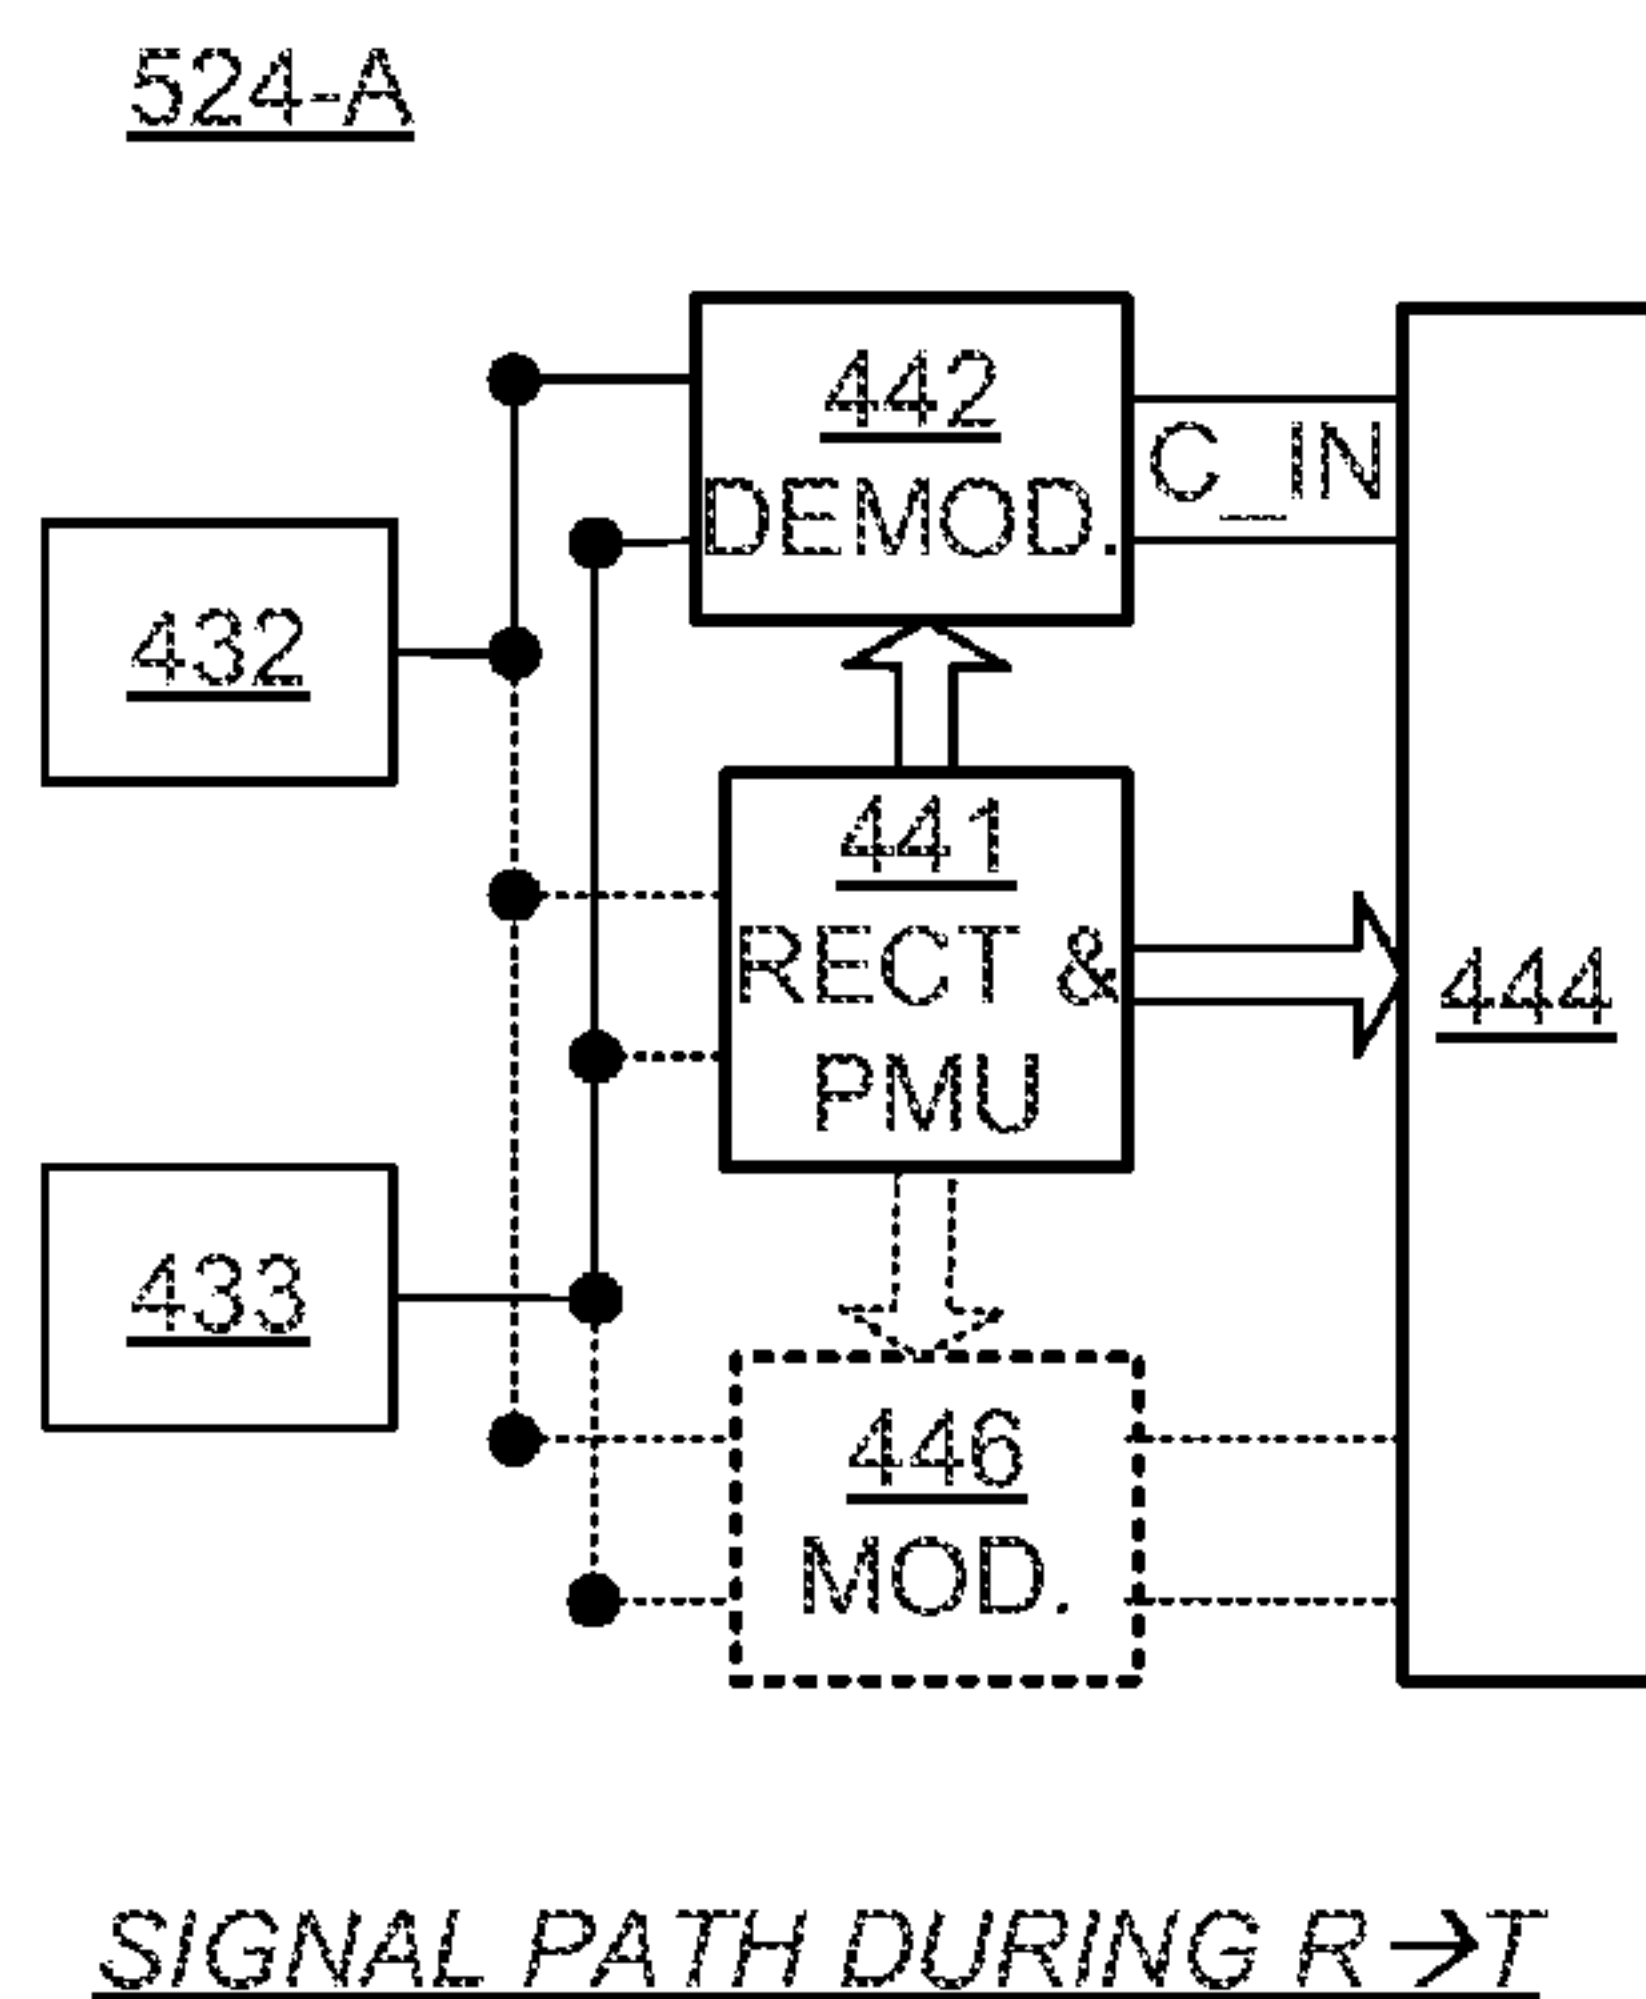 524-A
442
DEMOD.
C_IN
432
441
RECT &
PMU
444
433
446
MOD.
SIGNAL PATH DURING R→T